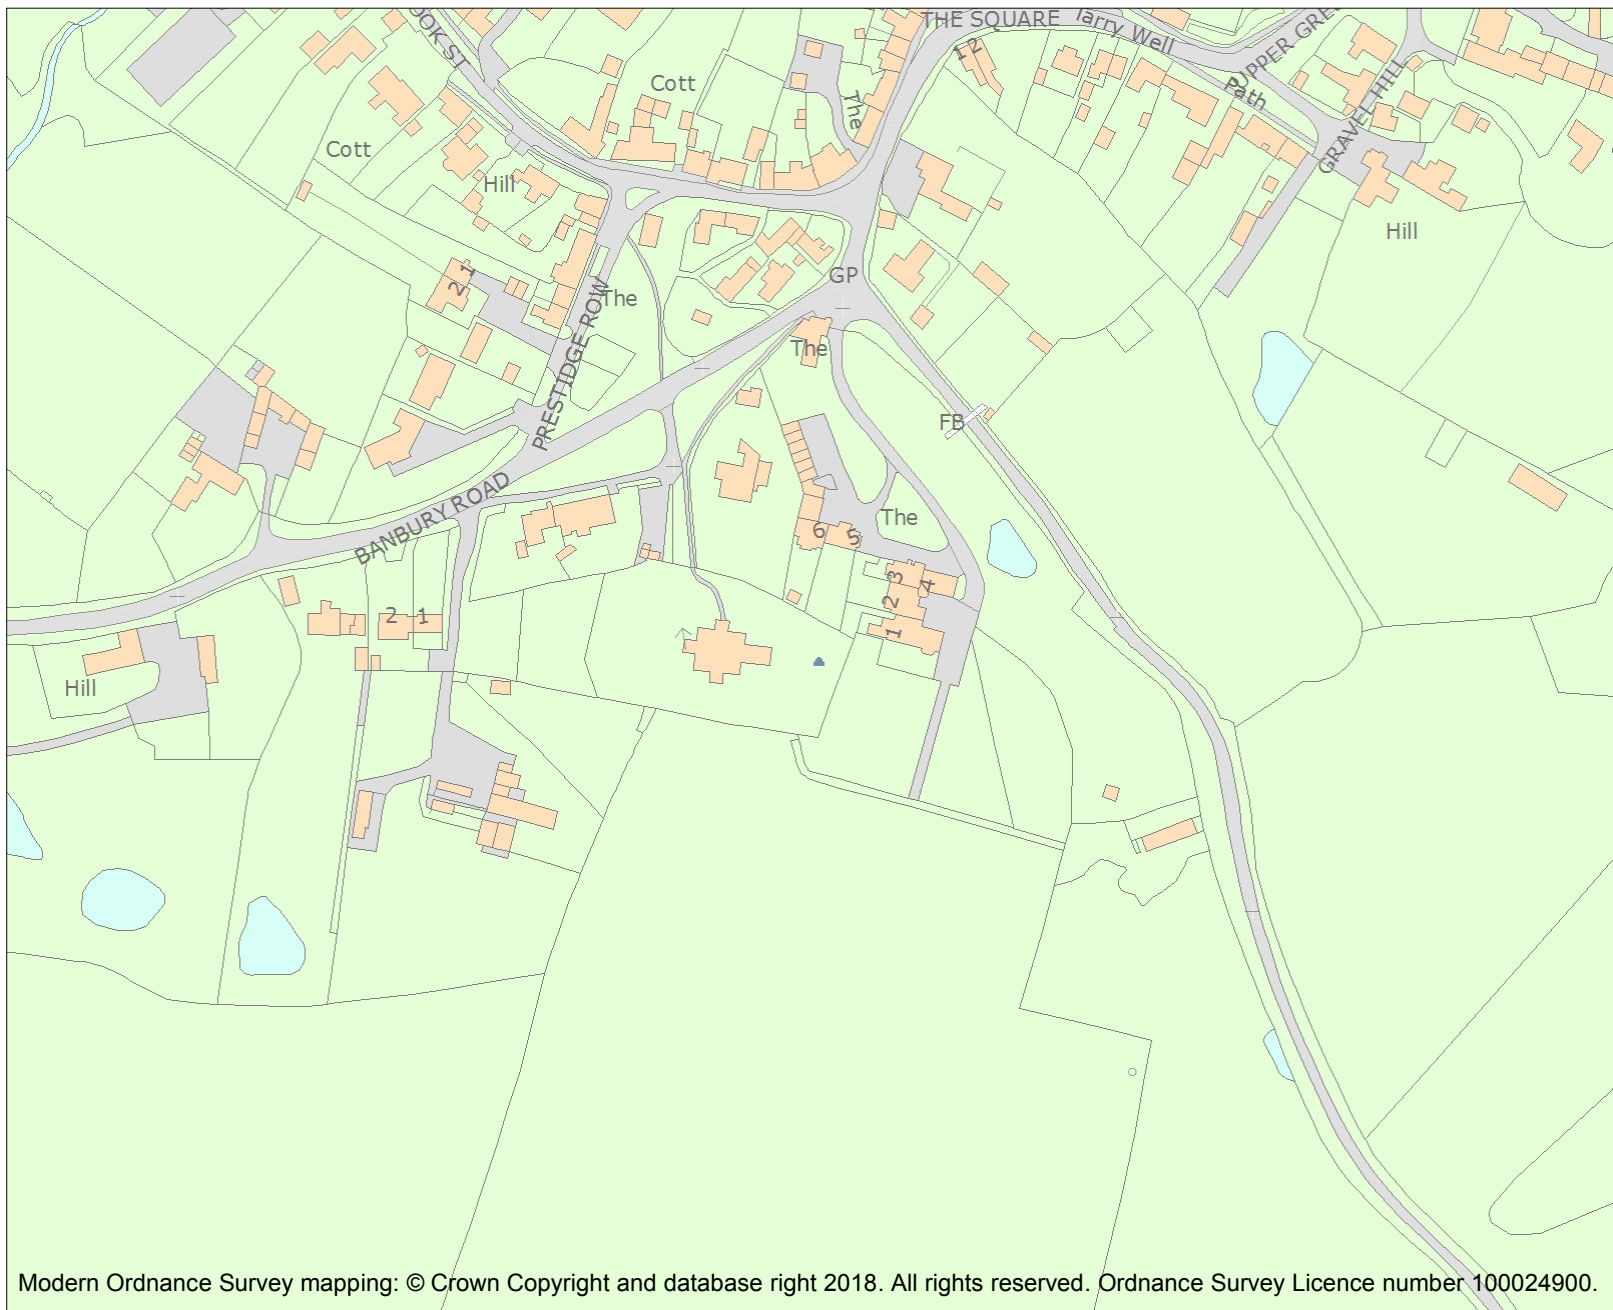 THE SQUARE
Tarry Well
UPPER GRE
Path
GRAVEL HILL
OOK ST
Cott
The
1 2
Cott
Hill
Hill
GP
2 1
The
PRESTIDGE ROW
The
FB
BANBURY ROAD
The
6 5
3
4
2
1
2 1
Hill
Modern Ordnance Survey mapping: © Crown Copyright and database right 2018. All rights reserved. Ordnance Survey Licence number 100024900.